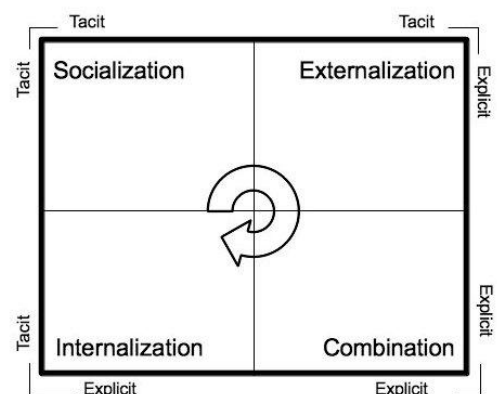 Tacit
Tacit
Tacit
Socialization
Externalization
Explicit
Tacit
Internalization
Combination
Explicit
Explicit
Explicit